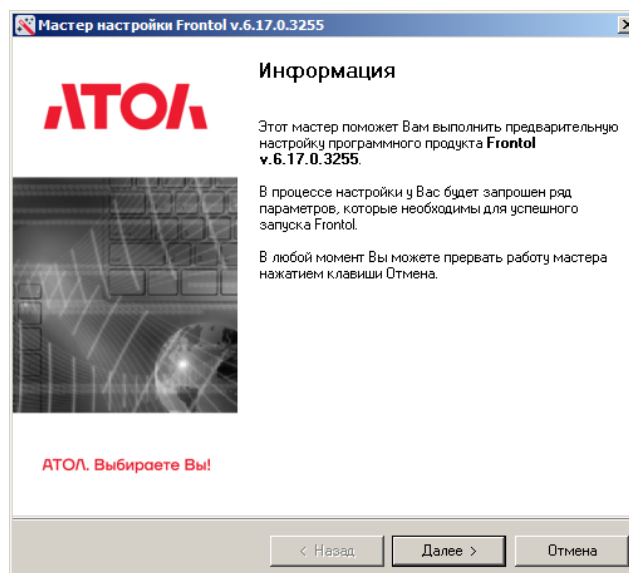 Мастер настройки Frontol v.6.17.0.3255
АТОЛ
Информация
Этот мастер поможет Вам выполнить предварительную
настройку программного продукта Frontol
v.6.17.0.3255.
В процессе настройки у Вас будет запрошен ряд
параметров, которые необходимы для успешного
запуска Frontol.
В любой момент Вы можете прервать работу мастера
нажатием клавиши Отмена.
АТОЛ. Выбираете Вы!
< Назад
Далее >
Отмена